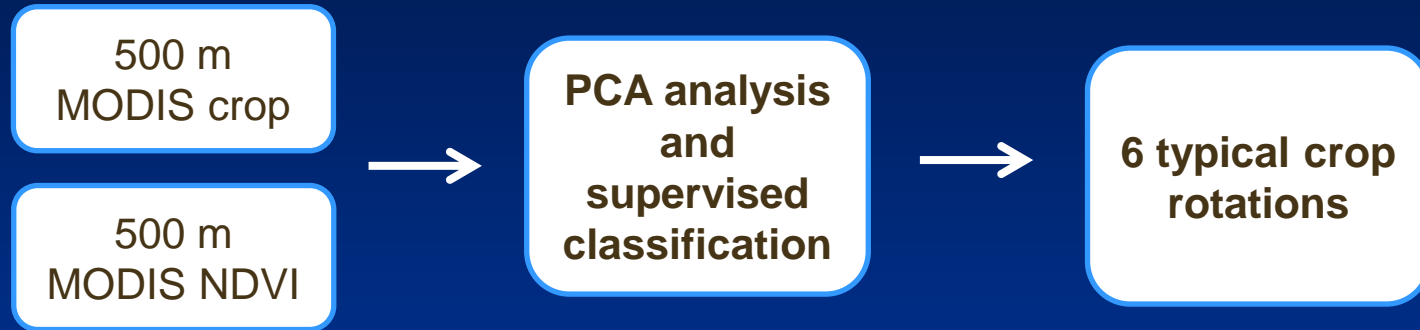 500 m
MODIS crop
500 m
MODIS NDVI
PCA analysis
and
supervised
classification
6 typical crop
rotations